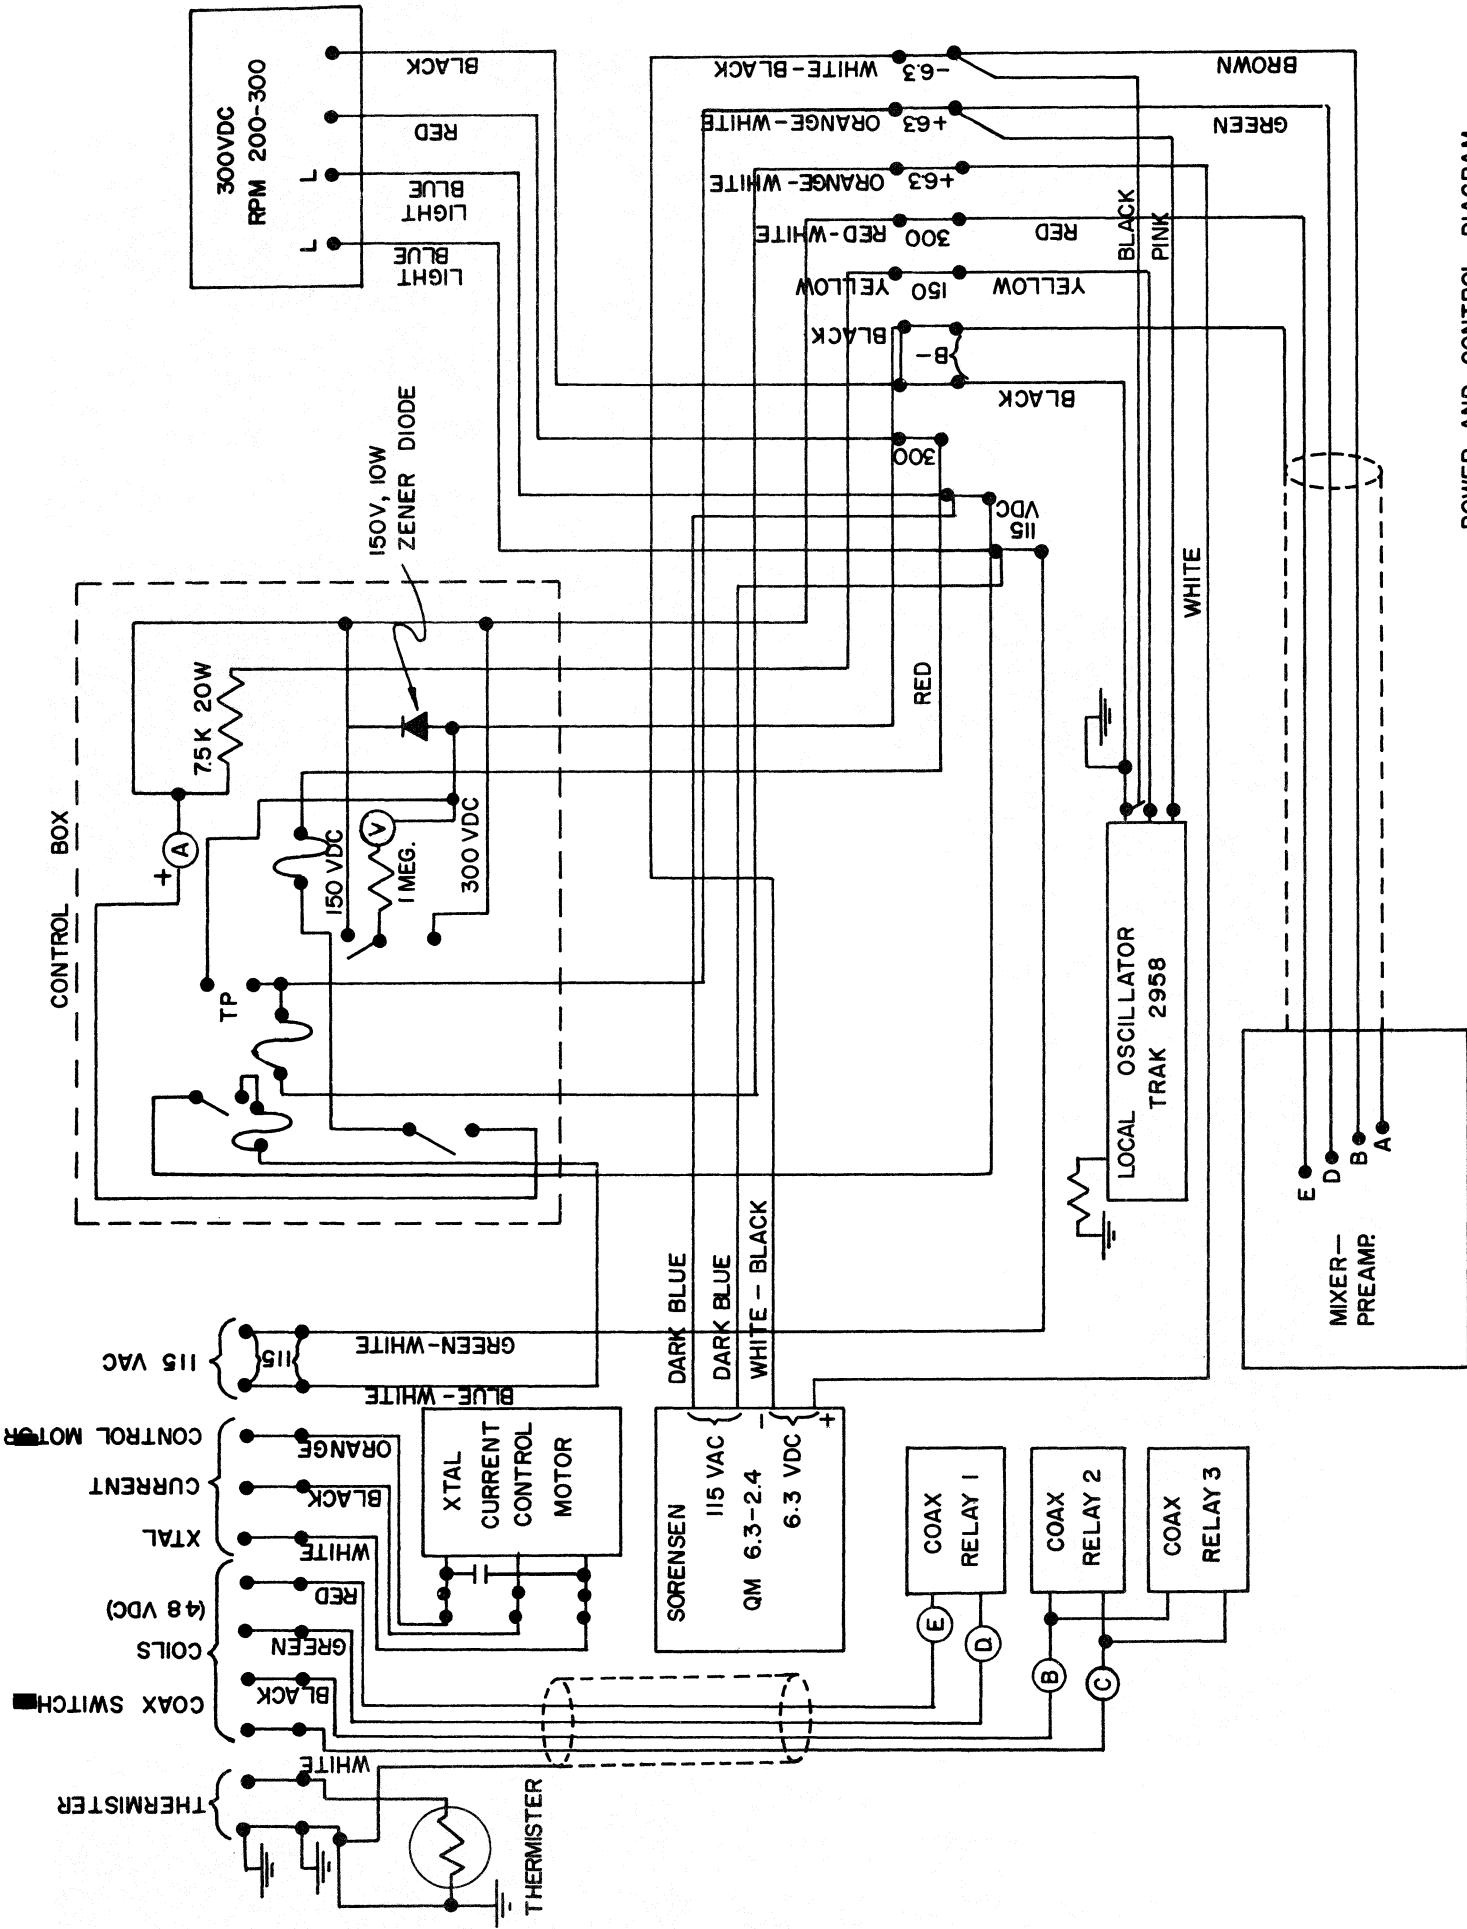 300VDC
RPM 200-300
L
L
BLACK
RED
LIGHT
BLUE
LIGHT
BLUE
WHITE-BLACK
-6.3
BROWN
ORANGE-WHITE
+6.3
GREEN
ORANGE-WHITE
+6.3
RED-WHITE
300
RED
YELLOW
150
YELLOW
BLACK
B-
BLACK
300
115
VDC
BLACK
PINK
WHITE
RED
150V, 10W
ZENER DIODE
CONTROL BOX
7.5K 20W
+
A
V
150 VDC
1 MEG.
300 VDC
TP
LOCAL OSCILLATOR
TRAK 2958
E
D
B
A
MIXER-
PREAMP.
DARK BLUE
DARK BLUE
WHITE - BLACK
115 VAC
115
GREEN-WHITE
BLUE-WHITE
XTAL
CURRENT
CONTROL MOTOR
ORANGE
BLACK
WHITE
XTAL
CURRENT
CONTROL
MOTOR
SORENSEN
115 VAC
QM 6.3-2.4
6.3 VDC
-
+
COAX SWITCH
COILS
(48 VDC)
RED
GREEN
BLACK
WHITE
COAX
RELAY 1
COAX
RELAY 2
COAX
RELAY 3
E
D
B
C
THERMISTER
THERMISTER